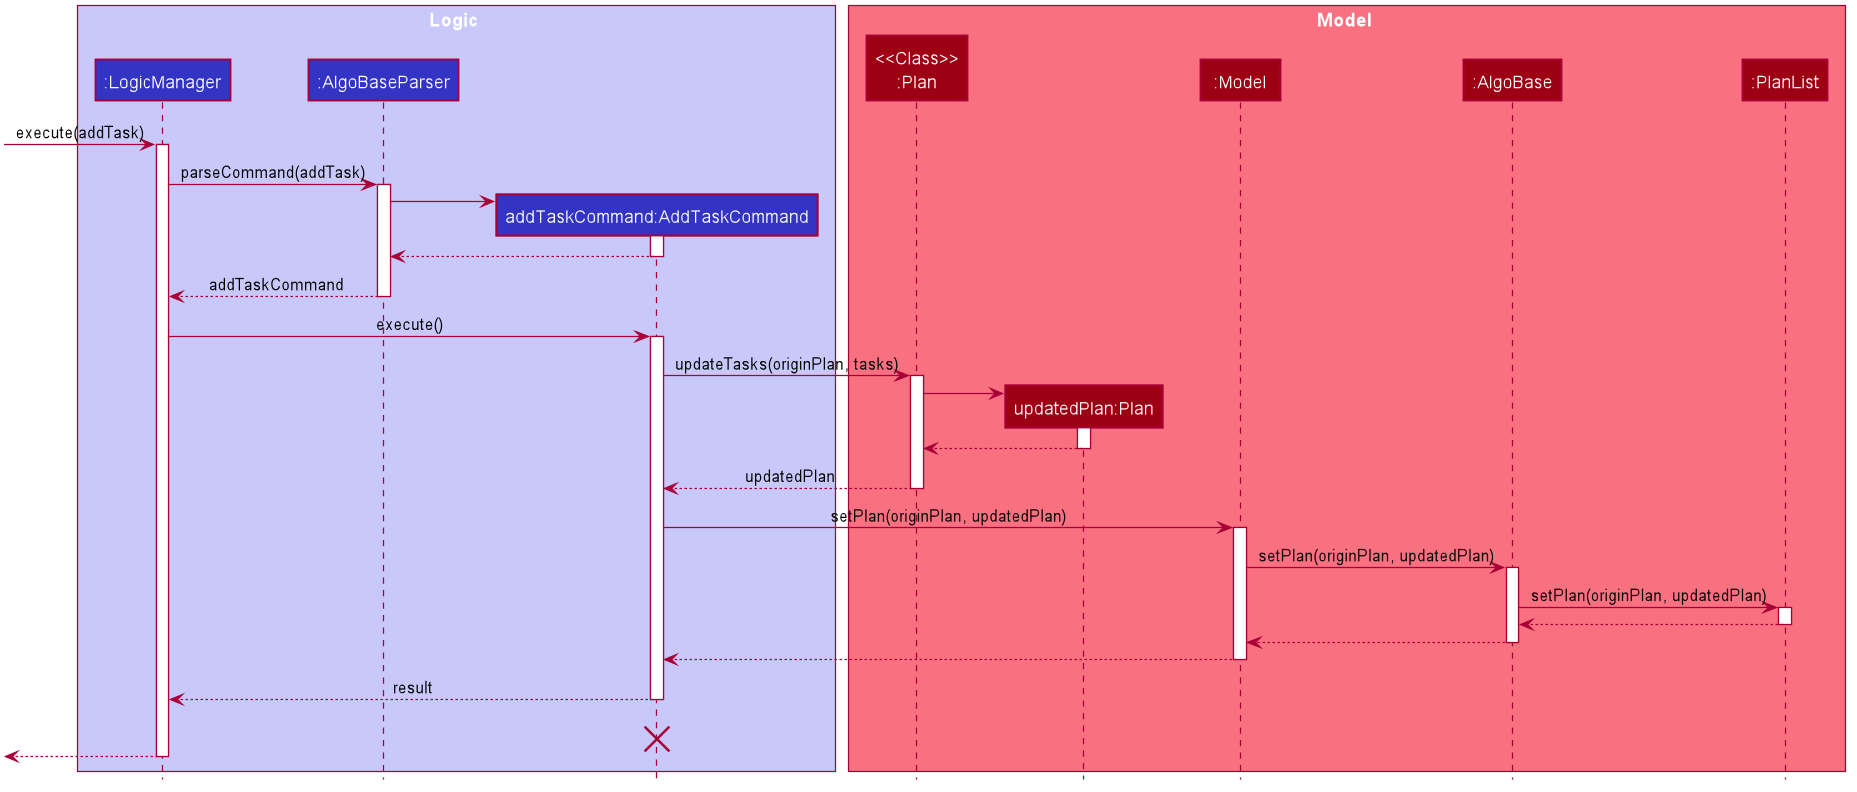 Logic
Model
<<Class>>
:Plan
:LogicManager
:AlgoBaseParser
:Model
:AlgoBase
:PlanList
execute(addTask)
parseCommand(addTask)
addTaskCommand:AddTaskCommand
addTaskCommand
execute()
updateTasks(originPlan, tasks)
updatedPlan:Plan
updatedPlan
setPlan(originPlan, updatedPlan)
setPlan(originPlan, updatedPlan)
setPlan(originPlan, updatedPlan)
result